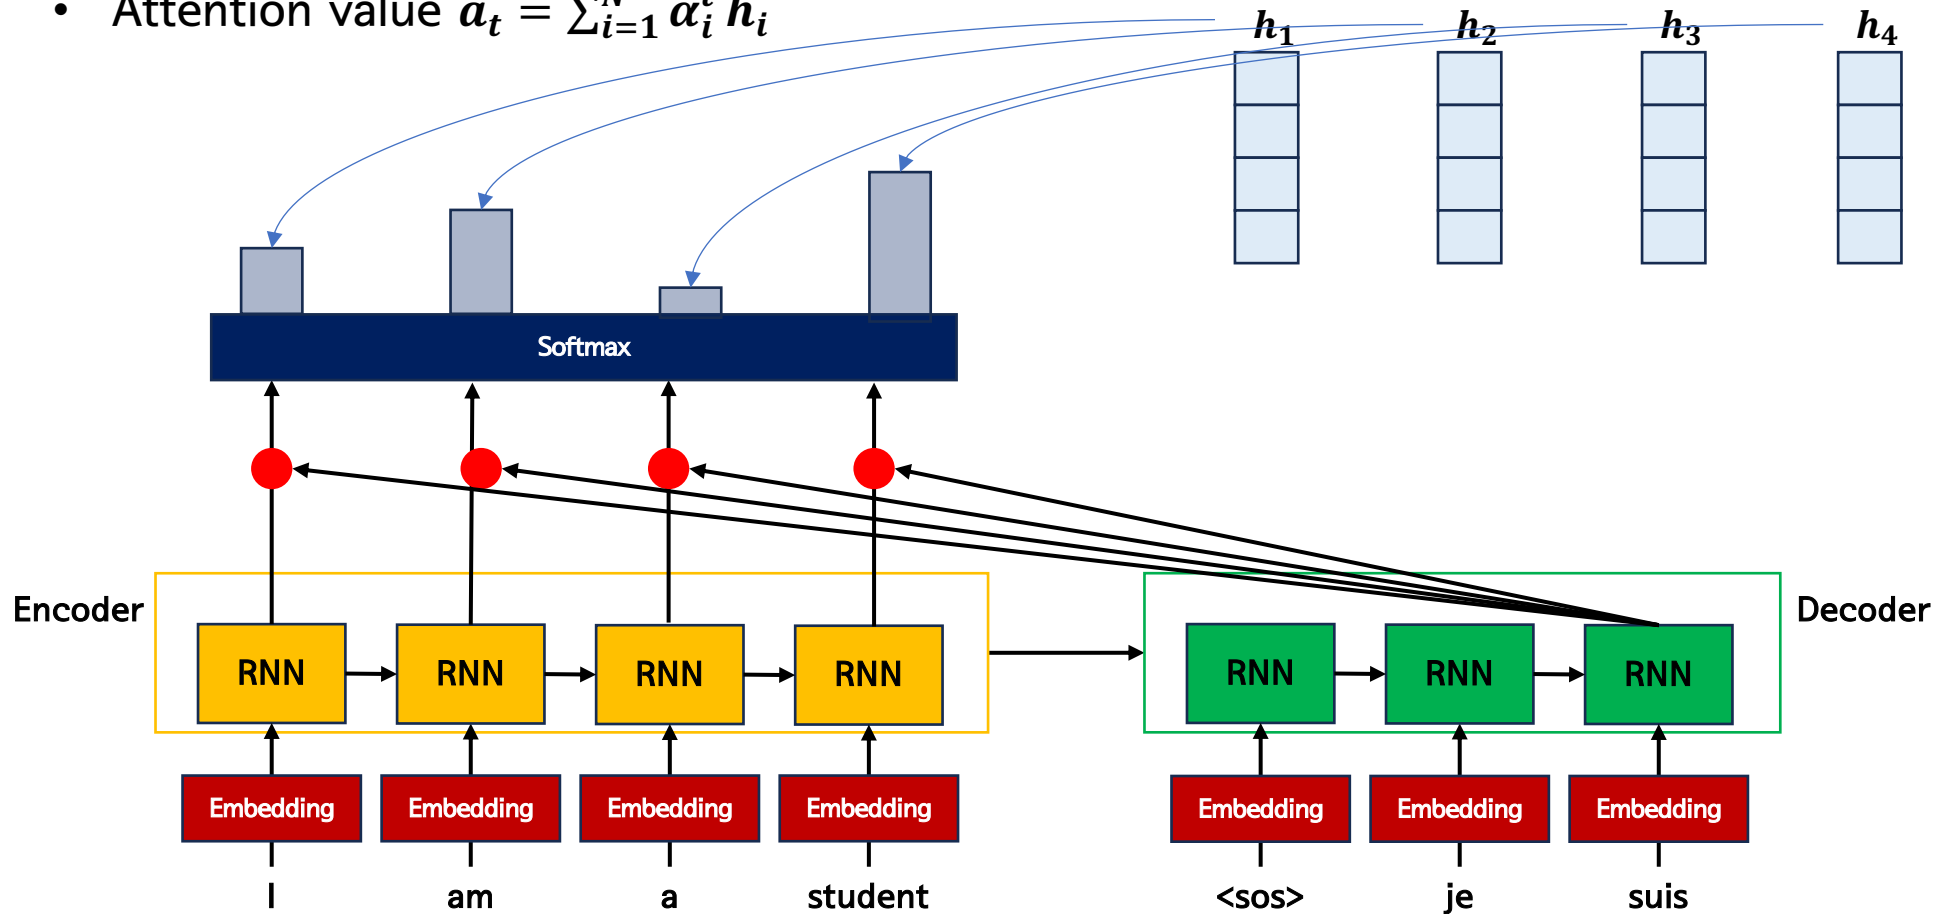 • Attention value $a_t = \sum_{i=1}^{N} \alpha_i^t h_i$
$h_1$ $h_2$ $h_3$ $h_4$
Softmax
Encoder Decoder
RNN RNN RNN RNN RNN RNN RNN
Embedding Embedding Embedding Embedding Embedding Embedding Embedding
I am a student <sos> je suis